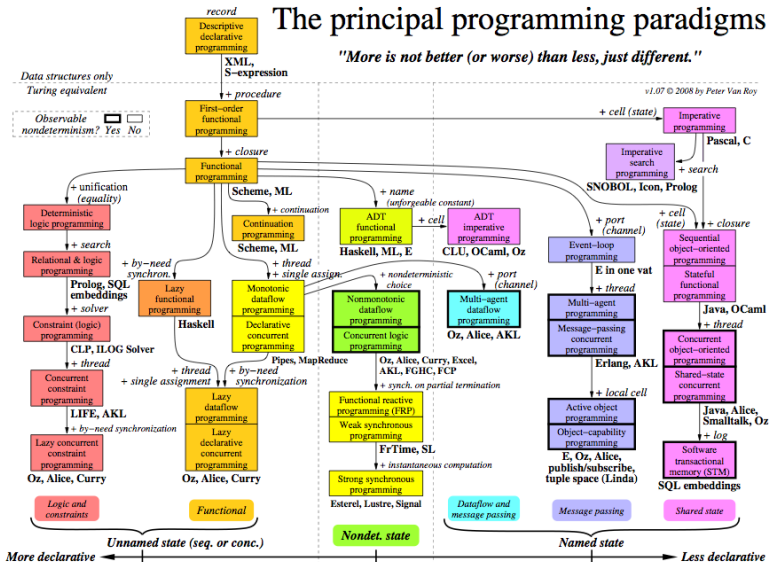 The principal programming paradigms
"More is not better (or worse) than less, just different."
v1.07 © 2008 by Peter Van Roy
record
Descriptive
declarative
programming
XML,
S−expression
Data structures only
Turing equivalent
Observable
nondeterminism?
Yes
No
+ procedure
First−order
functional
programming
+ cell (state)
Imperative
programming
Pascal, C
+ search
Imperative
search programming
SNOBOL, Icon, Prolog
+ closure
Functional
programming
Scheme, ML
+ unification
(equality)
Deterministic
logic programming
+ search
Relational & logic
programming
Prolog, SQL
embeddings
+ solver
Constraint (logic)
programming
CLP, ILOG Solver
+ thread
Concurrent
constraint
programming
LIFE, AKL
+ by−need synchronization
Lazy concurrent
constraint
programming
Oz, Alice, Curry
+ continuation
Continuation
programming
Scheme, ML
+ by−need
synchron.
Lazy
functional
programming
Haskell
+ thread
+ single assign.
Monotonic
dataflow
programming
Declarative
concurrent
programming
Pipes, MapReduce
+ thread
+ single assignment
+ by−need
synchronization
Lazy
dataflow
programming
Lazy
declarative
concurrent
programming
Oz, Alice, Curry
+ name
(unforgeable constant)
ADT
functional
programming
Haskell, ML, E
+ cell
ADT
imperative
programming
CLU, OCaml, Oz
+ nondeterministic
choice
Nonmonotonic
dataflow
programming
Concurrent logic
programming
Oz, Alice, Curry, Excel,
AKL, FGHC, FCP
+ synch. on partial termination
Functional reactive
programming (FRP)
Weak synchronous
programming
FrTime, SL
+ instantaneous computation
Strong synchronous
programming
Esterel, Lustre, Signal
+ port
(channel)
Multi−agent
dataflow
programming
Oz, Alice, AKL
+ port
(channel)
Event−loop
programming
E in one vat
+ thread
Multi−agent
programming
Message−passing
concurrent
programming
Erlang, AKL
+ local cell
Active object
programming
Object−capability
programming
E, Oz, Alice,
publish/subscribe,
tuple space (Linda)
+ cell
(state)
+ closure
Sequential
object−oriented
programming
Stateful
functional
programming
Java, OCaml
+ thread
Concurrent
object−oriented
programming
Shared−state
concurrent
programming
Java, Alice,
Smalltalk, Oz
+ log
Software
transactional
memory (STM)
SQL embeddings
Logic and
constraints
Functional
Dataflow and
message passing
Message passing
Shared state
Unnamed state (seq. or conc.)
Nondet. state
Named state
More declarative
Less declarative